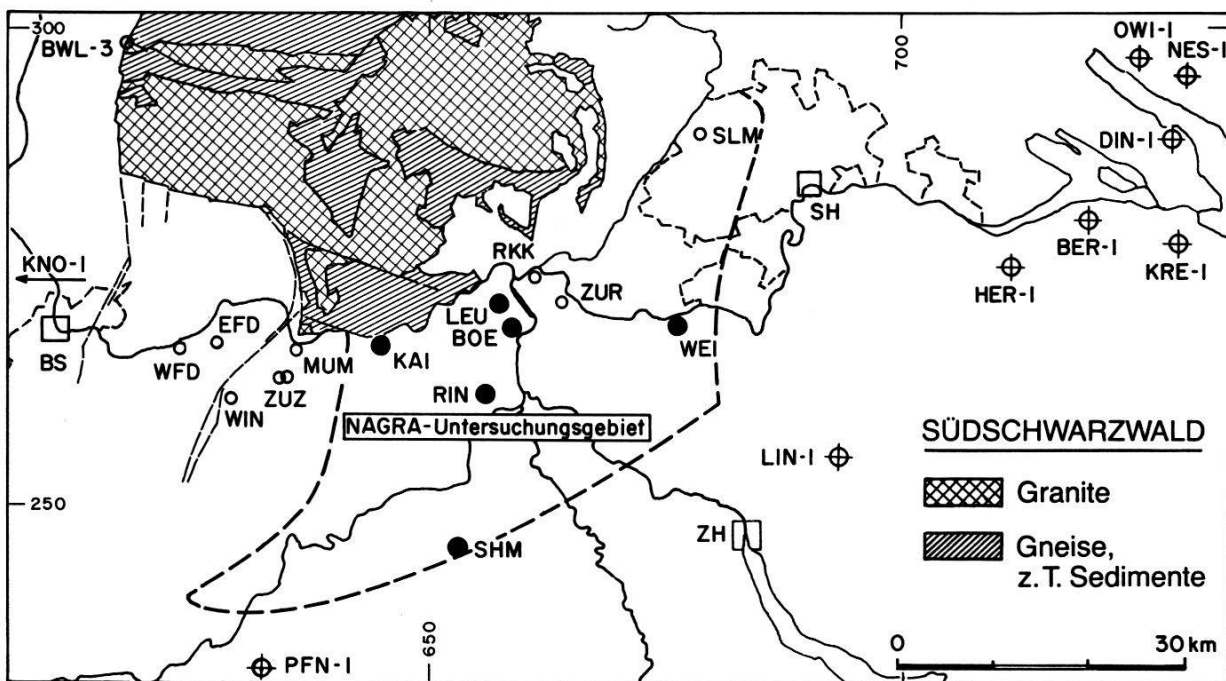 300
700
BWL-3
OWI-1
NES-1
SLM
DIN-1
SH
RKK
BER-1
KRE-1
KNO-1
HER-1
ZUR
LEU
BOE
EFD
BS
WFD
MUM
KAI
WEI
ZUZ
WIN
RIN
NAGRA-Untersuchungsgebiet
SÜDSCHWARZWALD
LIN-1
Granite
250
ZH
SHM
Gneise,
z.T. Sedimente
650
0 30 km
PFN-1